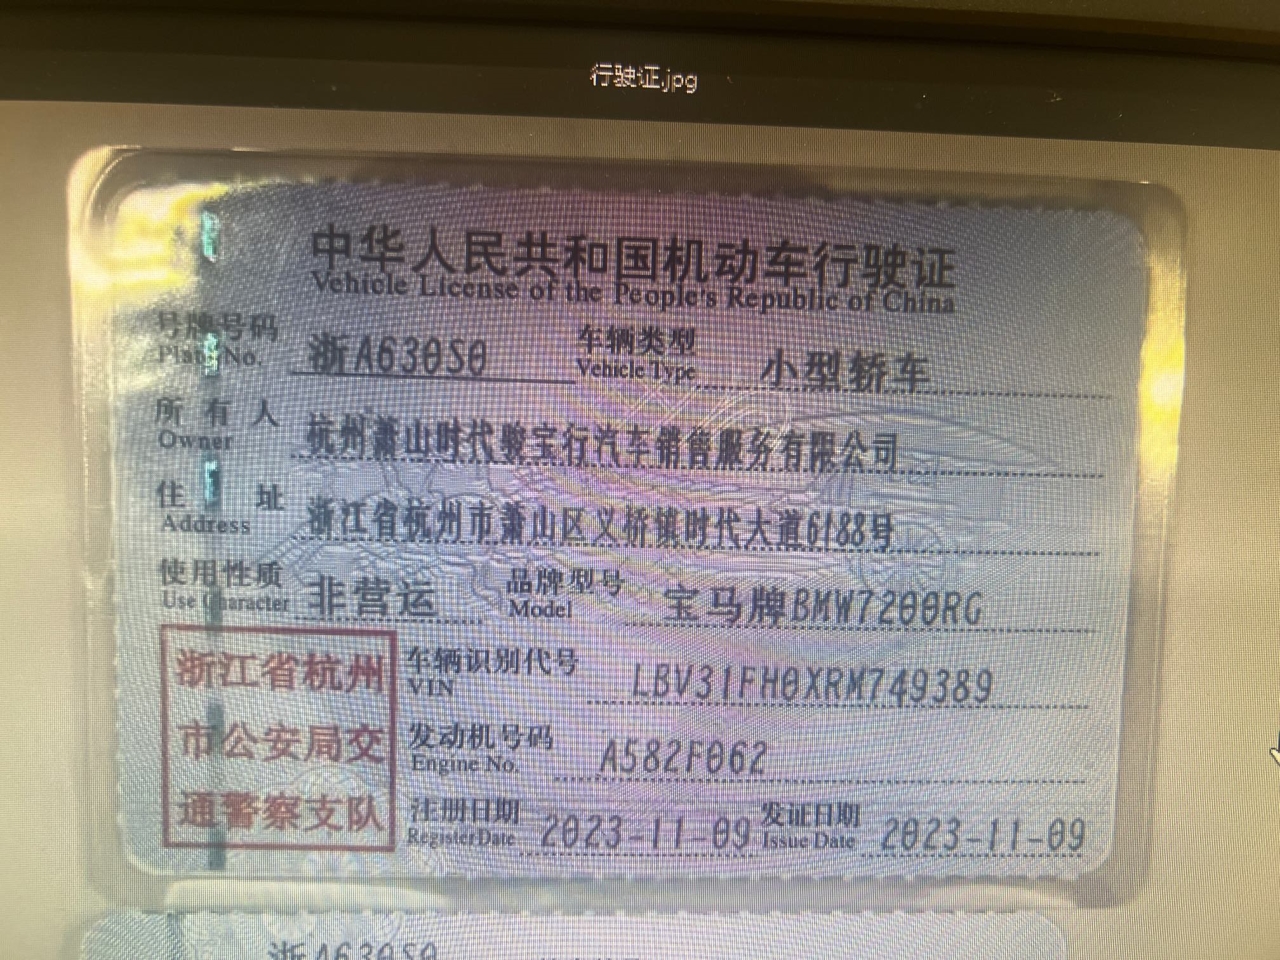 行驶证.jpg
中华人民共和国机动车行驶证
Vehicle License of the People's Republic of China
号牌号码 浙A630S0 车辆类型 小型轿车
Plate No. Vehicle Type
所有人 杭州萧山时代骏宝行汽车销售服务有限公司
Owner
住址 浙江省杭州市萧山区义桥镇时代大道6188号
Address
使用性质 非营运 品牌型号 宝马牌BMW7200RG
Use Character Model
浙江省杭州 车辆识别代号 LBV31FH0XRM749389
VIN
市公安局交 发动机号码 A582F062
Engine No.
通警察支队 注册日期 2023-11-09 发证日期 2023-11-09
Register Date Issue Date
浙A630S0